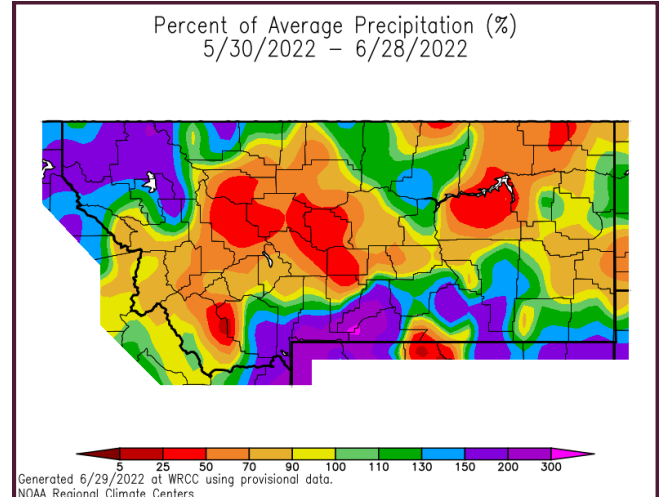 Percent of Average Precipitation (%)
5/30/2022 – 6/28/2022
5 25 50 70 90 100 110 130 150 200 300
Generated 6/29/2022 at WRCC using provisional data.
NOAA Regional Climate Centers